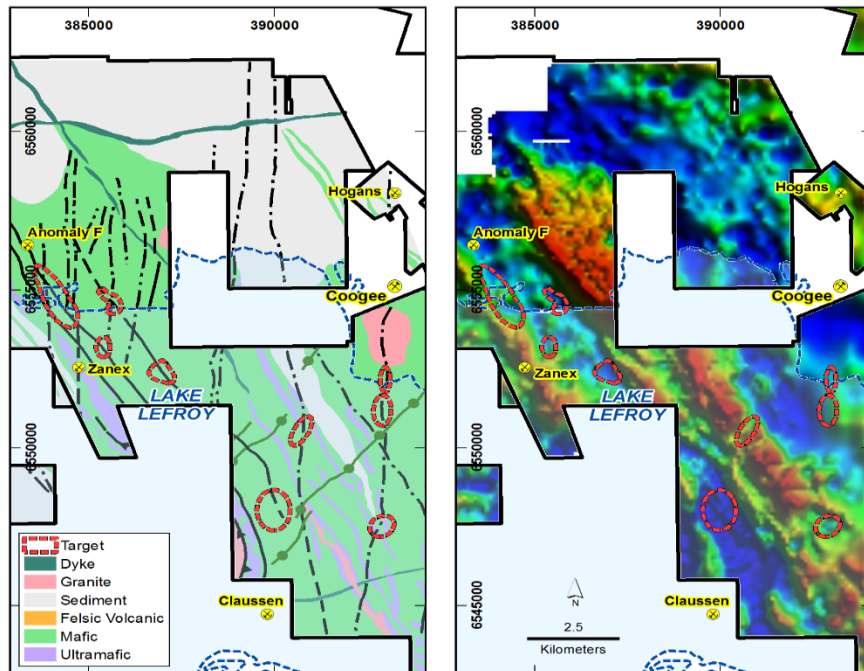 385000
390000
385000
390000
6560000
6560000
Hogans
Hogans
Anomaly F
Anomaly F
6555000
6555000
Coogee
Coogee
Zanex
Zanex
LAKE
LEFROY
LAKE
LEFROY
6550000
6550000
Target
Dyke
Granite
Sediment
Felsic Volcanic
Mafic
Ultramafic
Claussen
Claussen
6545000
N
2.5
Kilometers